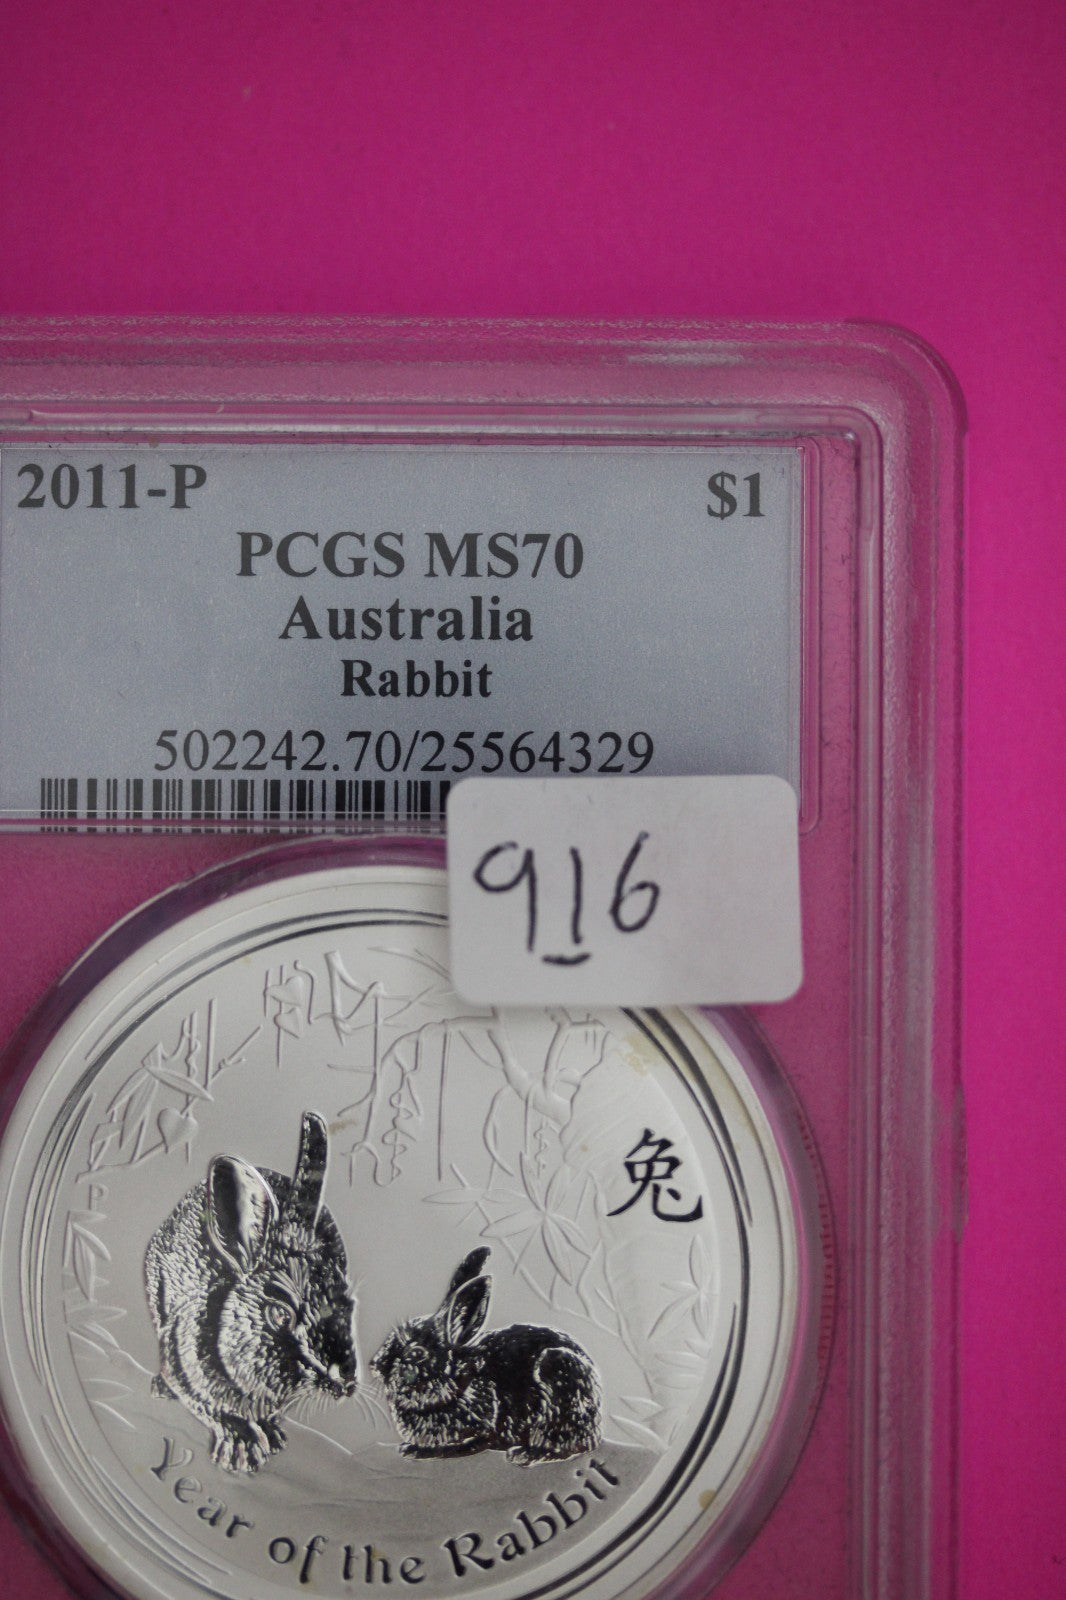 2011-P $1
PCGS MS70
Australia
Rabbit
502242.70/25564329
916
兔
P
Year of the Rabbit